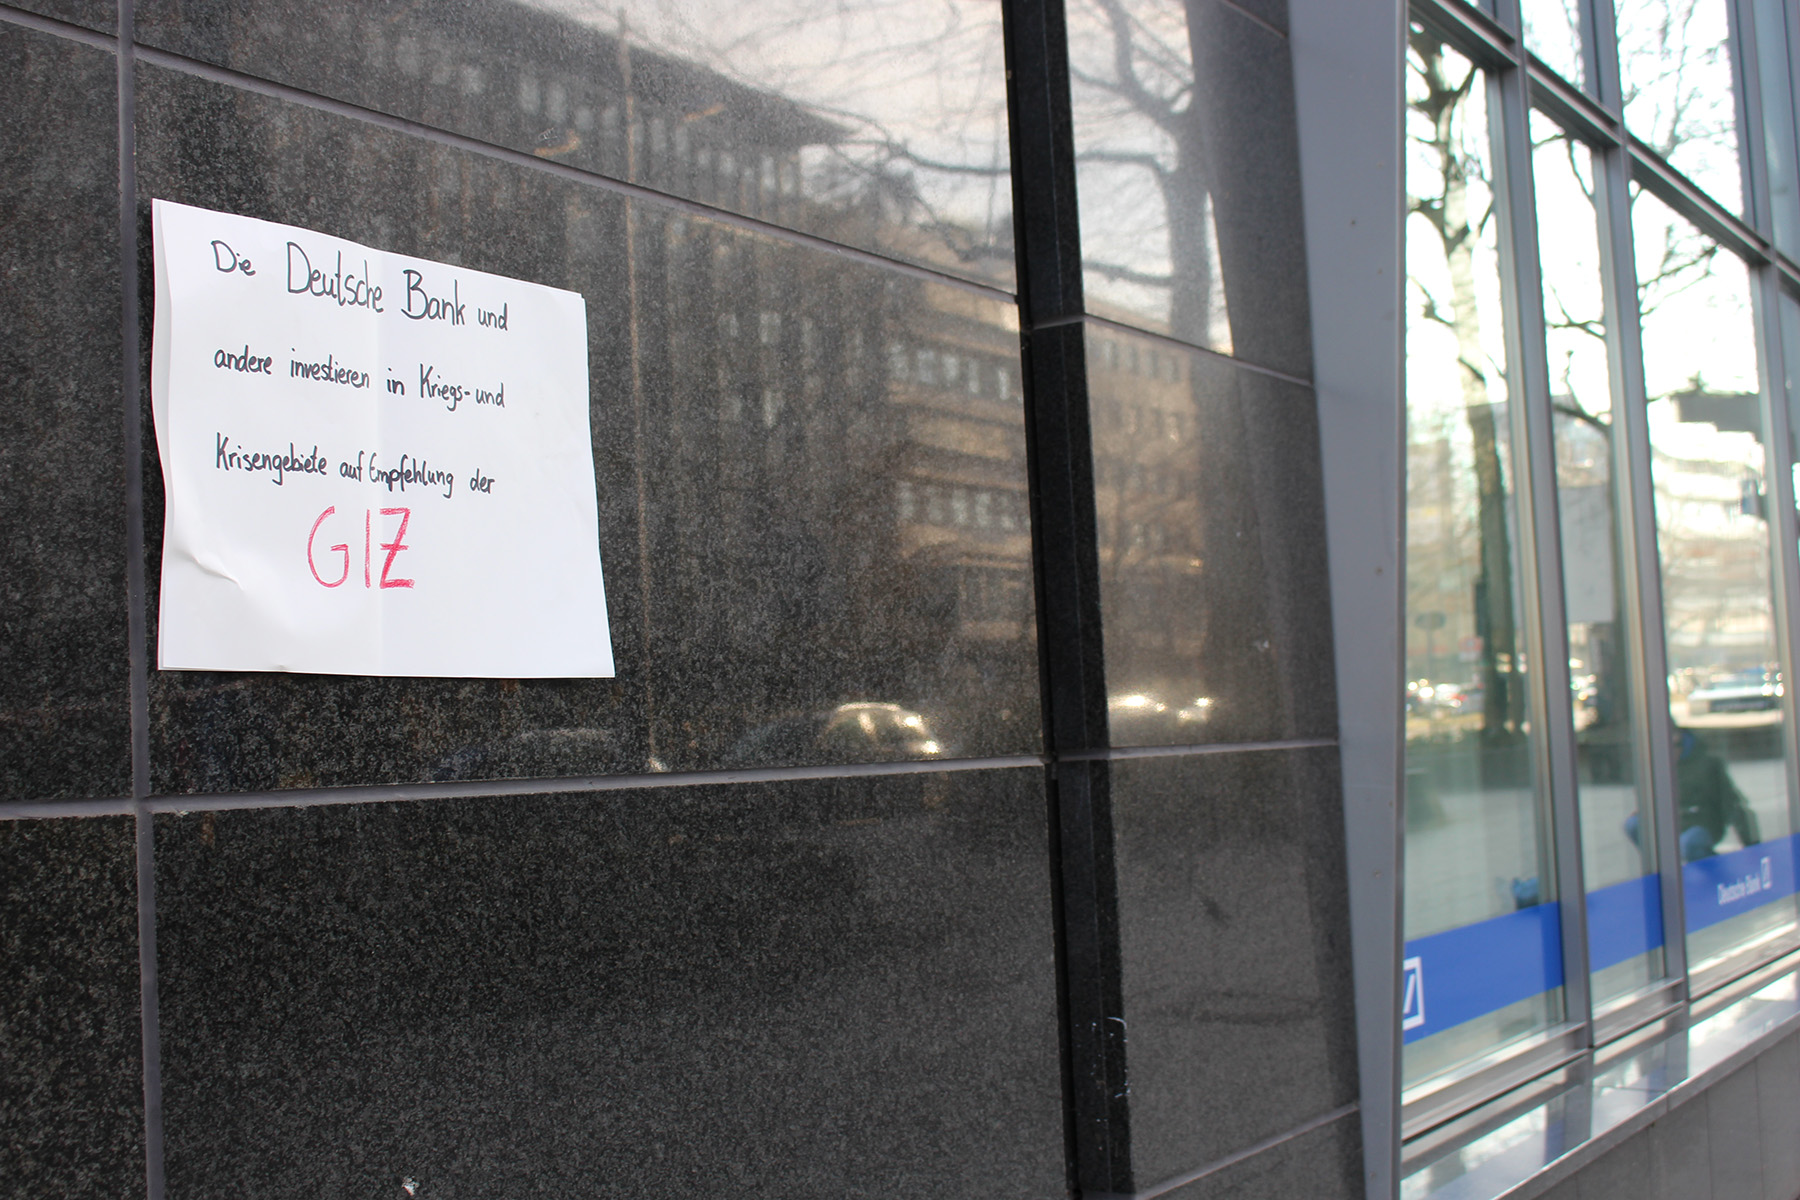 Die Deutsche Bank und
andere investieren in Kriegs- und
Krisengebiete auf Empfehlung der
GIZ
Deutsche Bank